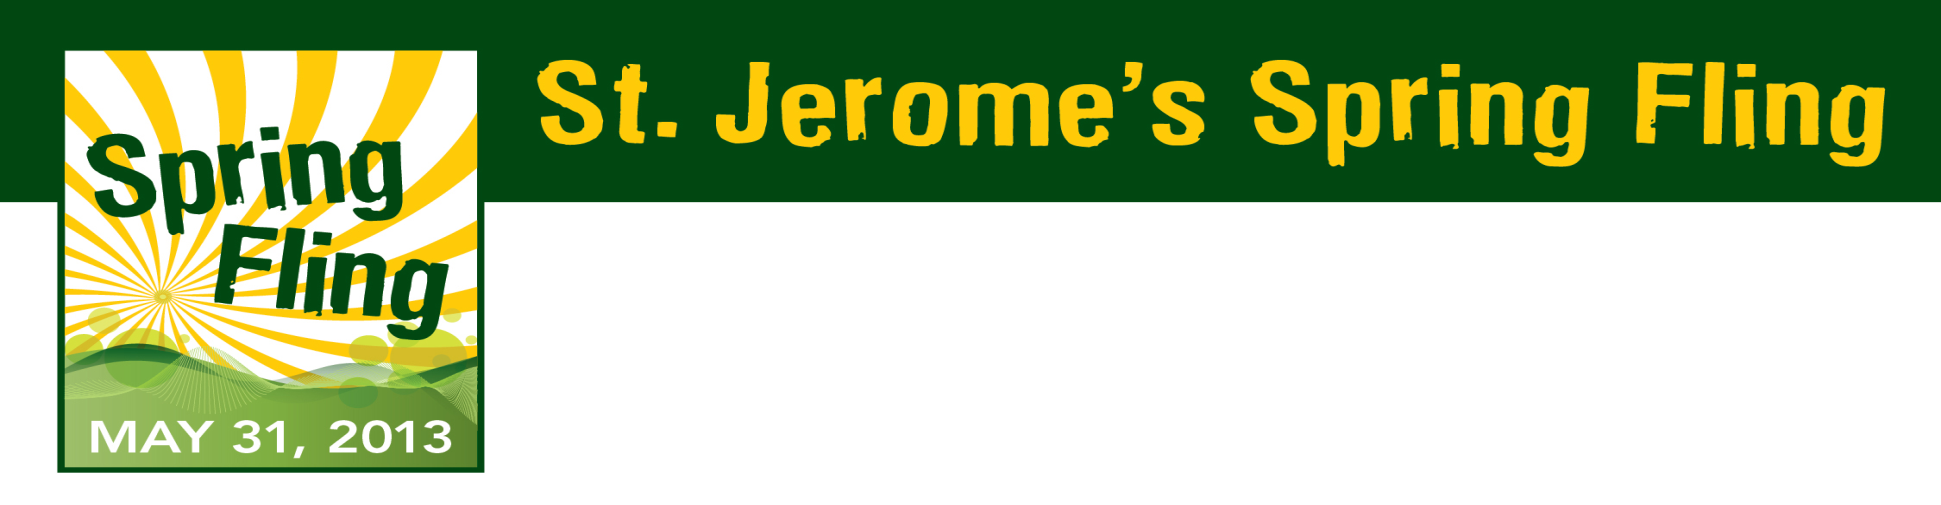 St. Jerome’s Spring Fling
Spring
Fling
MAY 31, 2013